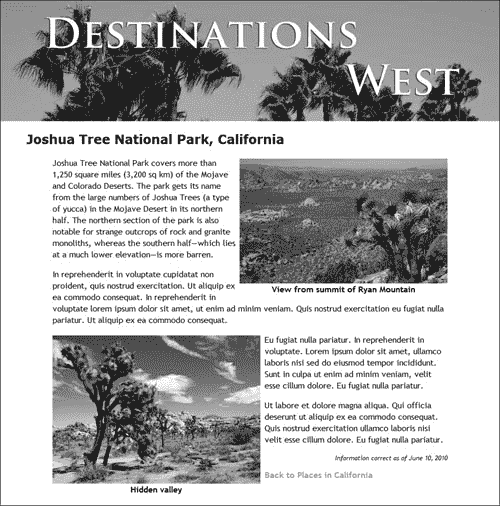 DESTINATIONS
WEST
Joshua Tree National Park, California
Joshua Tree National Park covers more than
1,250 square miles (3,200 sq km) of the Mojave
and Colorado Deserts. The park gets its name
from the large numbers of Joshua Trees (a type
of yucca) in the Mojave Desert in its northern
half. The northern section of the park is also
notable for strange outcrops of rock and granite
monoliths, whereas the southern half—which lies
at a much lower elevation—is more barren.
View from summit of Ryan Mountain
In reprehenderit in voluptate cupidatat non
proident, quis nostrud exercitation. Ut aliquip ex
ea commodo consequat. In reprehenderit in
voluptate lorem ipsum dolor sit amet, ut enim ad minim veniam. Quis nostrud exercitation eu fugiat nulla
pariatur. Ut aliquip ex ea commodo consequat.
Eu fugiat nulla pariatur. In reprehenderit in
voluptate. Lorem ipsum dolor sit amet, ullamco
laboris nisi sed do eiusmod tempor incididunt.
Sunt in culpa ut enim ad minim veniam, velit
esse cillum dolore. Eu fugiat nulla pariatur.
Ut labore et dolore magna aliqua. Qui officia
deserunt ut aliquip ex ea commodo consequat.
Quis nostrud exercitation ullamco laboris nisi
velit esse cillum dolore. Eu fugiat nulla pariatur.
Information correct as of June 10, 2010
Back to Places in California
Hidden valley